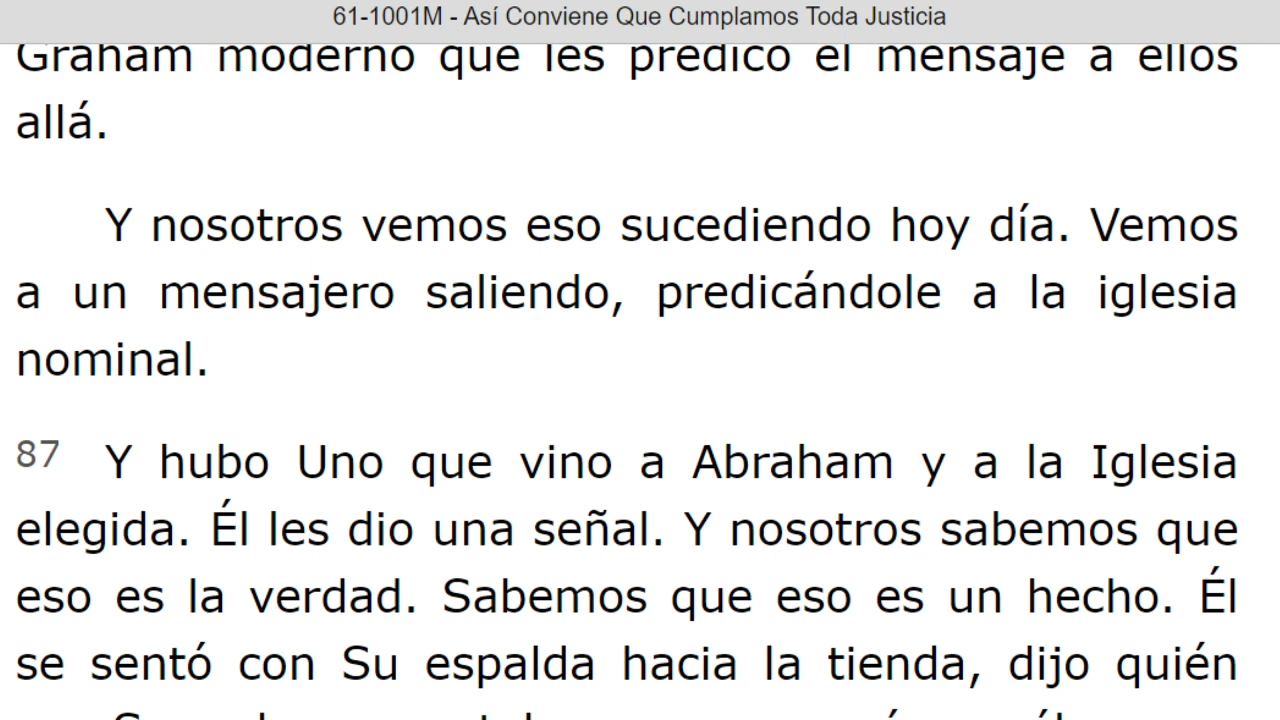 61-1001M - Así Conviene Que Cumplamos Toda Justicia
Graham moderno que les predicó el mensaje a ellos
allá.
Y nosotros vemos eso sucediendo hoy día. Vemos
a un mensajero saliendo, predicándole a la iglesia
nominal.
87 Y hubo Uno que vino a Abraham y a la Iglesia
elegida. Él les dio una señal. Y nosotros sabemos que
eso es la verdad. Sabemos que eso es un hecho. Él
se sentó con Su espalda hacia la tienda, dijo quién